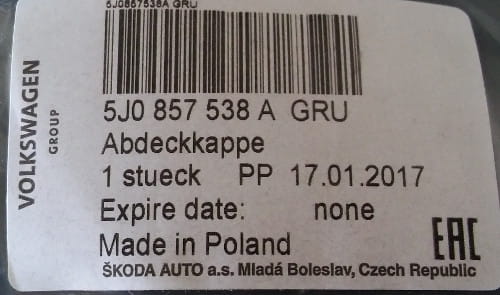 5J0857538A GRU
VOLKSWAGEN
GROUP
5J0 857 538 A GRU
Abdeckkappe
1 stueck PP 17.01.2017
Expire date: none
Made in Poland
EAC
ŠKODA AUTO a.s. Mladá Boleslav, Czech Republic